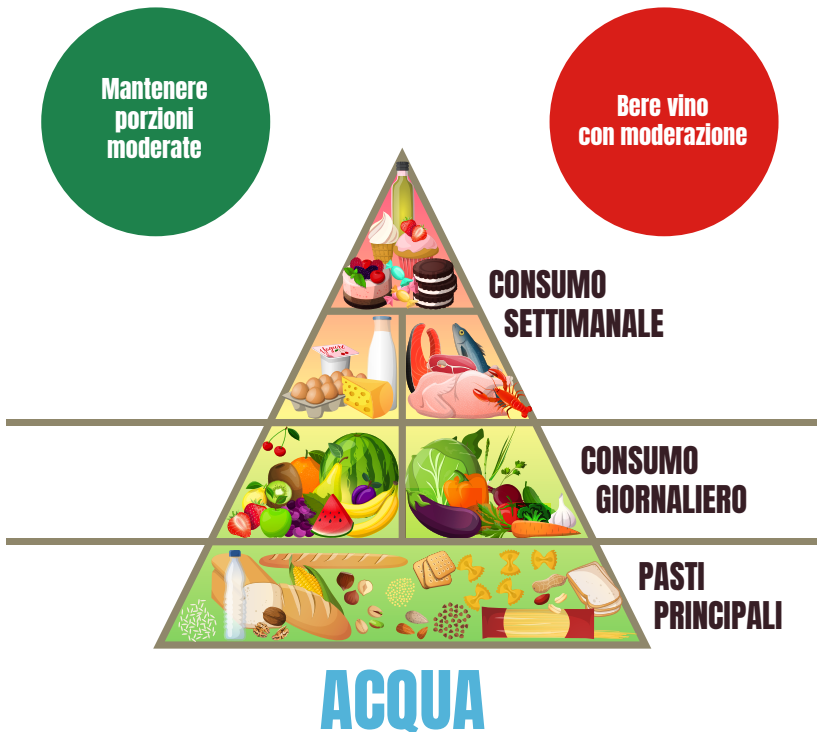 Mantenere
porzioni
moderate
Bere vino
con moderazione
CONSUMO
SETTIMANALE
CONSUMO
GIORNALIERO
PASTI
PRINCIPALI
ACQUA